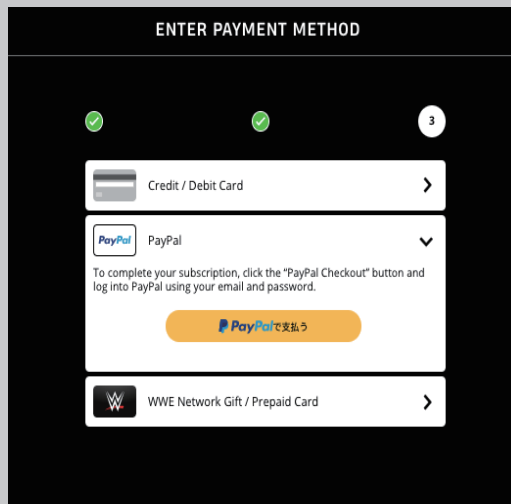 ENTER PAYMENT METHOD
3
Credit / Debit Card
PayPal
PayPal
To complete your subscription, click the “PayPal Checkout” button and
log into PayPal using your email and password.
PayPalで支払う
WWE Network Gift / Prepaid Card